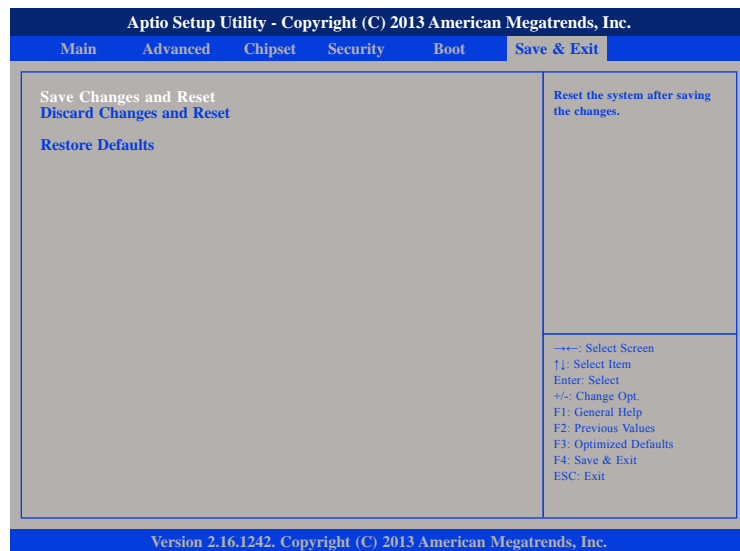 Aptio Setup Utility - Copyright (C) 2013 American Megatrends, Inc.
Main Advanced Chipset Security Boot Save & Exit
Save Changes and Reset
Discard Changes and Reset
Restore Defaults
Reset the system after saving
the changes.
→←: Select Screen
↑↓: Select Item
Enter: Select
+/-: Change Opt.
F1: General Help
F2: Previous Values
F3: Optimized Defaults
F4: Save & Exit
ESC: Exit
Version 2.16.1242. Copyright (C) 2013 American Megatrends, Inc.